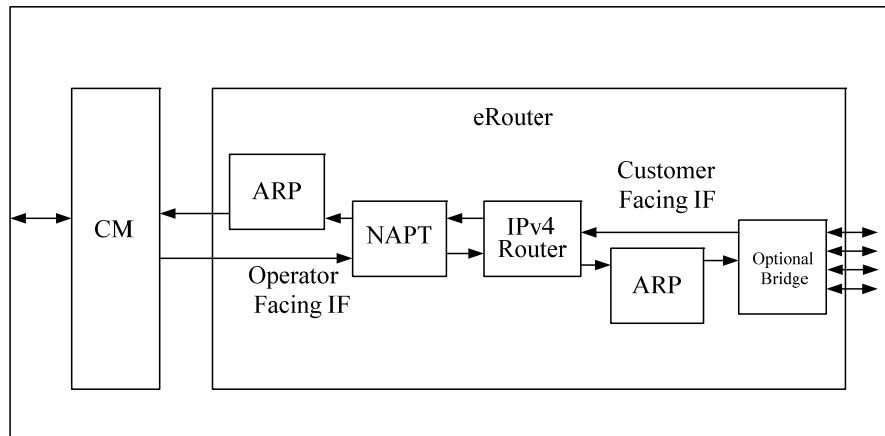 eRouter
CM
ARP
NAPT
IPv4
Router
Customer
Facing IF
Operator
Facing IF
ARP
Optional
Bridge